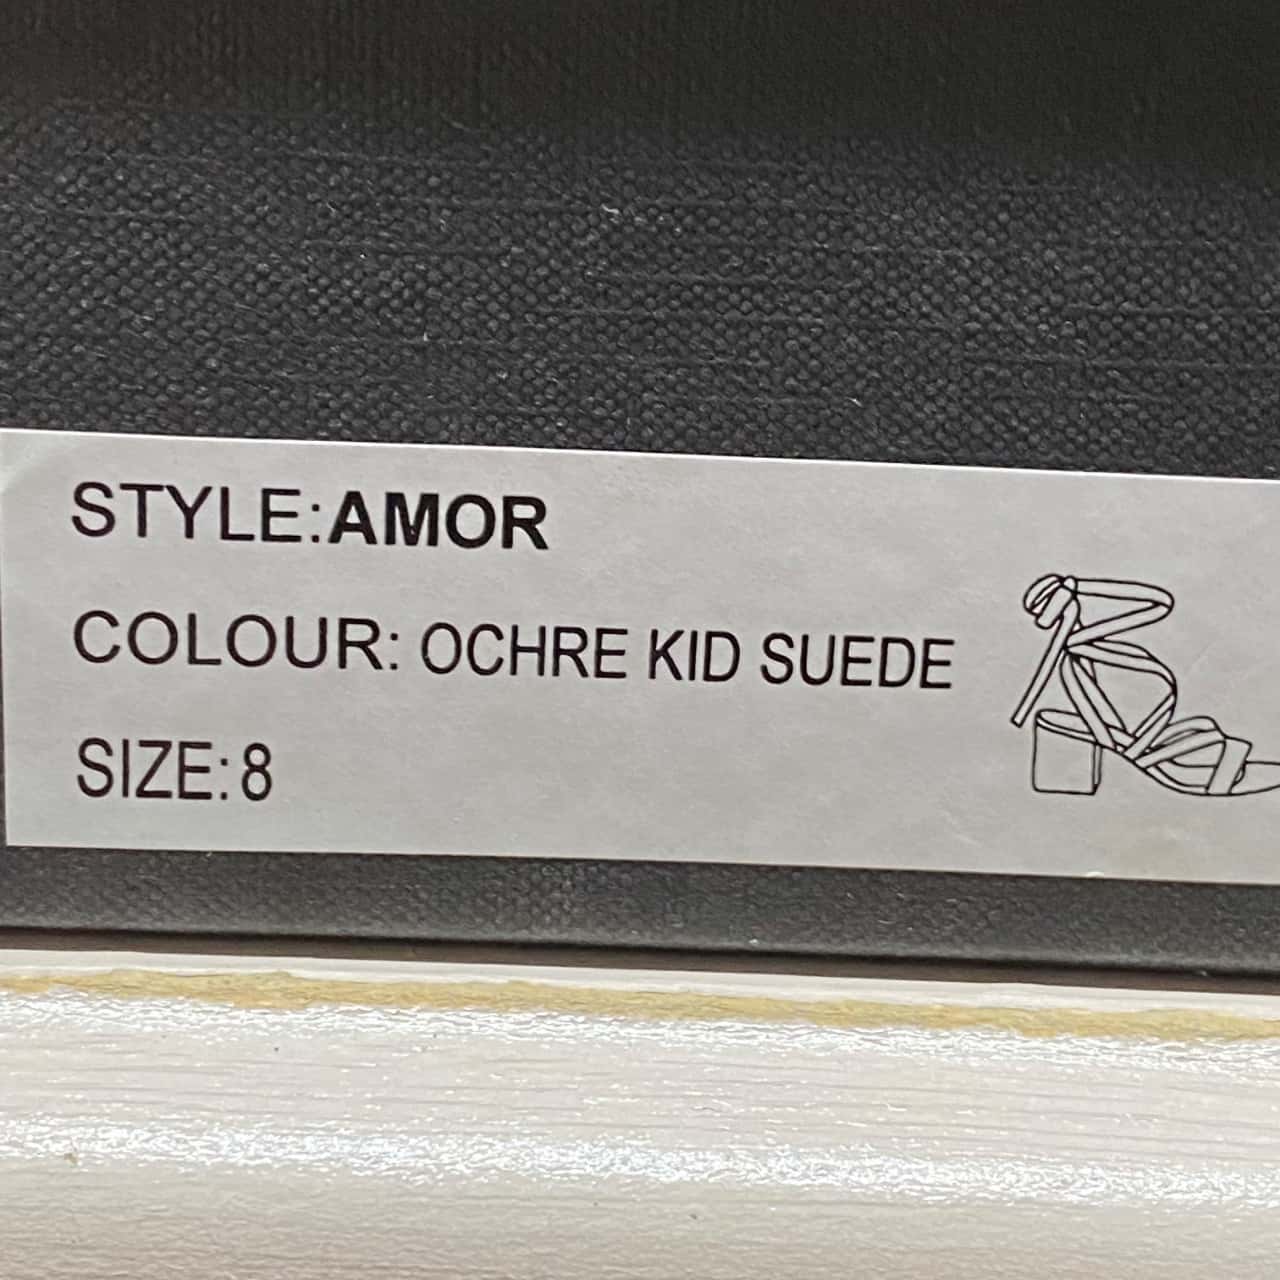 STYLE:AMOR
COLOUR: OCHRE KID SUEDE
SIZE:8